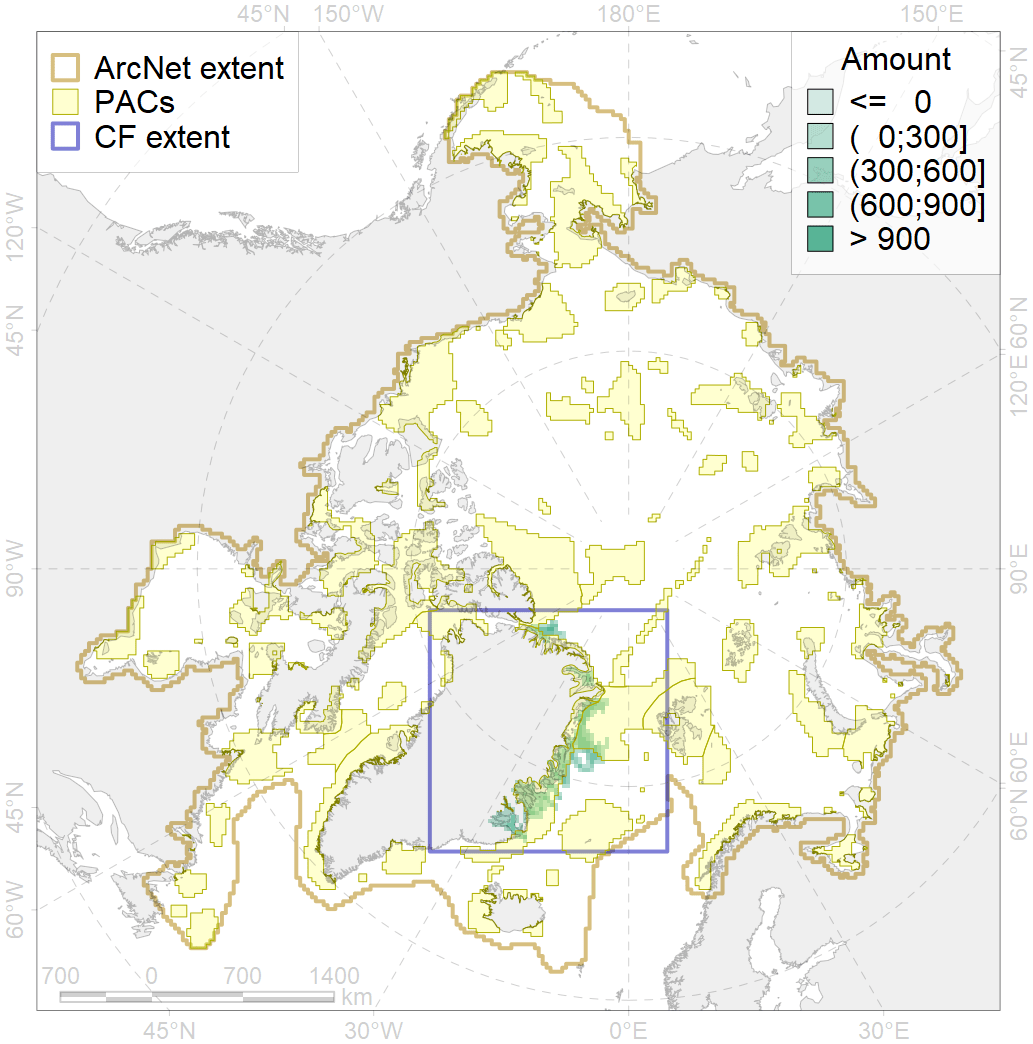 45°N 150°W 180°W 150°E
ArcNet extent
PACs
CF extent
Amount
<= 0
( 0;300]
(300;600]
(600;900]
> 900
45°N
120°W
45°N
60°N
120°E
90°W
90°E
45°N
60°E
60°N
60°W
700 0 700 1400
km
45°N 30°W 0°E 30°E